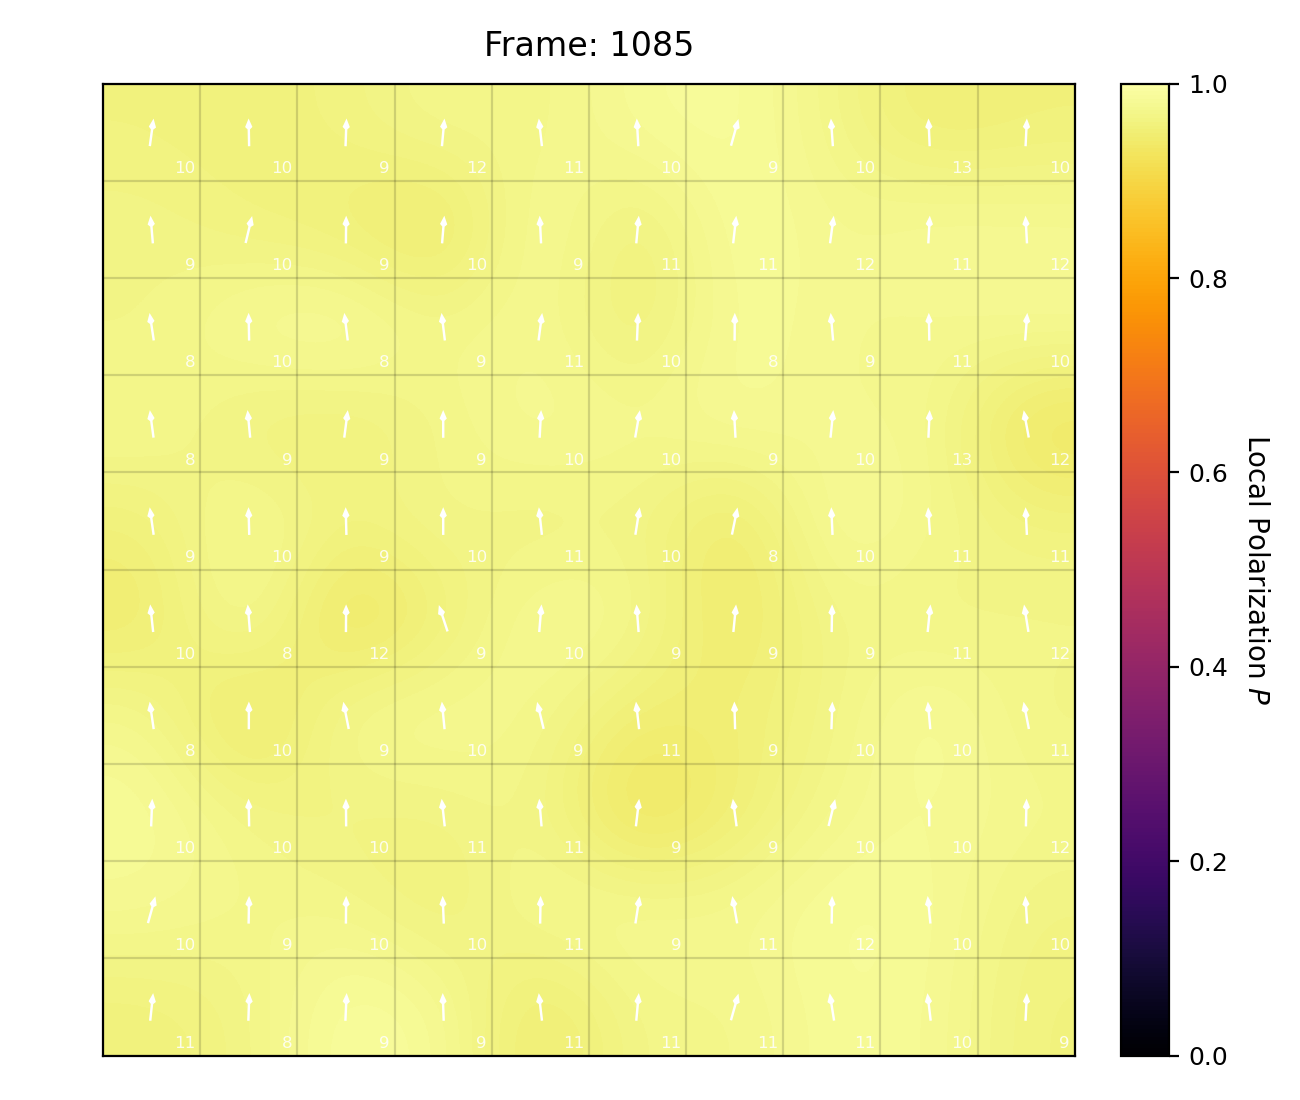 Frame: 1085
10 10 9 12 11 10 9 10 13 10
9 10 9 10 9 11 11 12 11 12
8 10 8 9 11 10 8 9 11 10
8 9 9 9 10 10 9 10 13 12
9 10 9 10 11 10 8 10 11 11
10 8 12 9 10 9 9 9 11 12
8 10 9 10 9 11 9 10 10 11
10 10 10 11 11 9 9 10 10 12
10 9 10 10 11 9 11 12 10 10
11 8 9 9 11 11 11 11 10 9
1.0
0.8
0.6
0.4
0.2
0.0
Local Polarization P